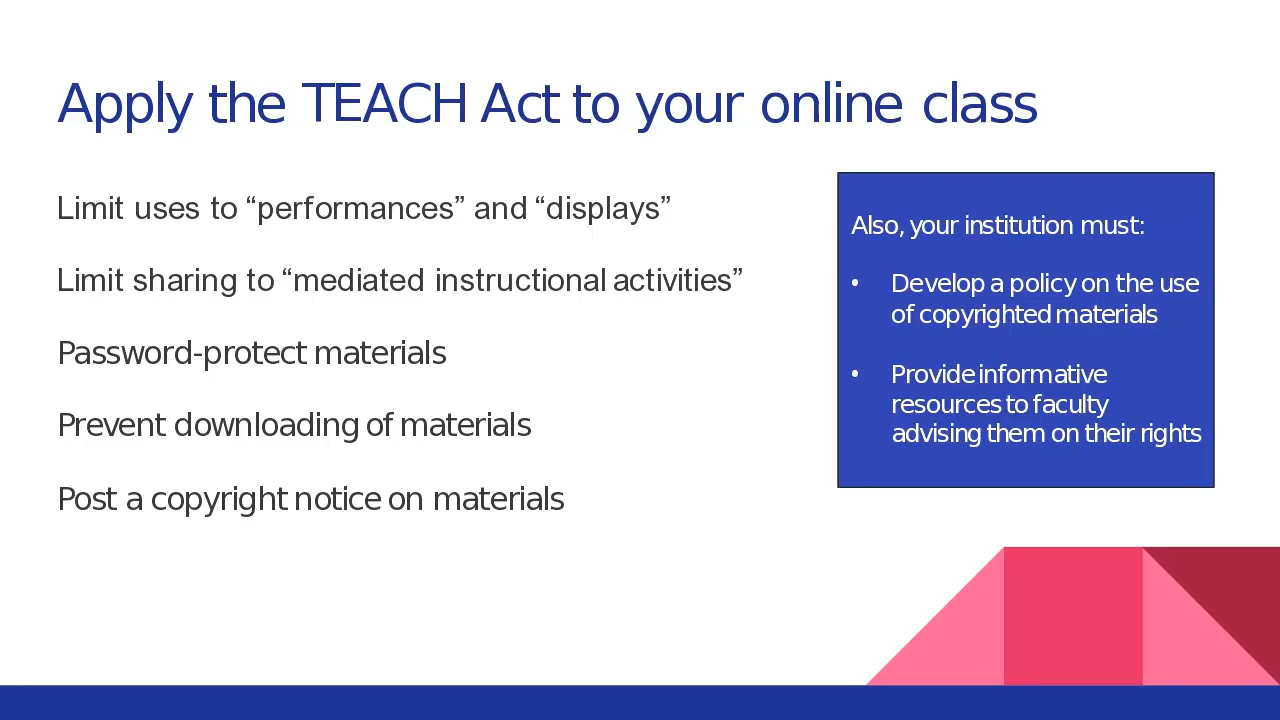 Apply the TEACH Act to your online class
Limit uses to “performances” and “displays”
Limit sharing to “mediated instructional activities”
Password-protect materials
Prevent downloading of materials
Post a copyright notice on materials
Also, your institution must:
• Develop a policy on the use
of copyrighted materials
• Provide informative
resources to faculty
advising them on their rights